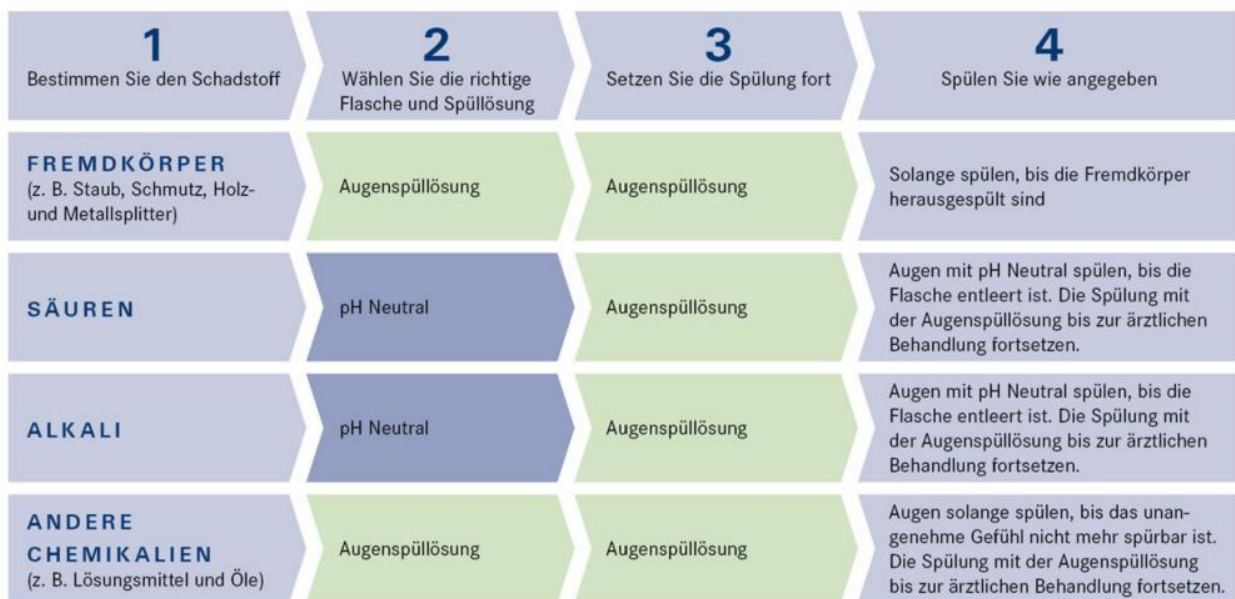 1
Bestimmen Sie den Schadstoff
2
Wählen Sie die richtige
Flasche und Spüllösung
3
Setzen Sie die Spülung fort
4
Spülen Sie wie angegeben
FREMDKÖRPER
(z. B. Staub, Schmutz, Holz-
und Metallsplitter)
Augenspüllösung
Augenspüllösung
Solange spülen, bis die Fremdkörper
herausgespült sind
SÄUREN
pH Neutral
Augenspüllösung
Augen mit pH Neutral spülen, bis die
Flasche entleert ist. Die Spülung mit
der Augenspüllösung bis zur ärztlichen
Behandlung fortsetzen.
ALKALI
pH Neutral
Augenspüllösung
Augen mit pH Neutral spülen, bis die
Flasche entleert ist. Die Spülung mit
der Augenspüllösung bis zur ärztlichen
Behandlung fortsetzen.
ANDERE
CHEMIKALIEN
(z. B. Lösungsmittel und Öle)
Augenspüllösung
Augenspüllösung
Augen solange spülen, bis das unan-
genehme Gefühl nicht mehr spürbar ist.
Die Spülung mit der Augenspüllösung
bis zur ärztlichen Behandlung fortsetzen.